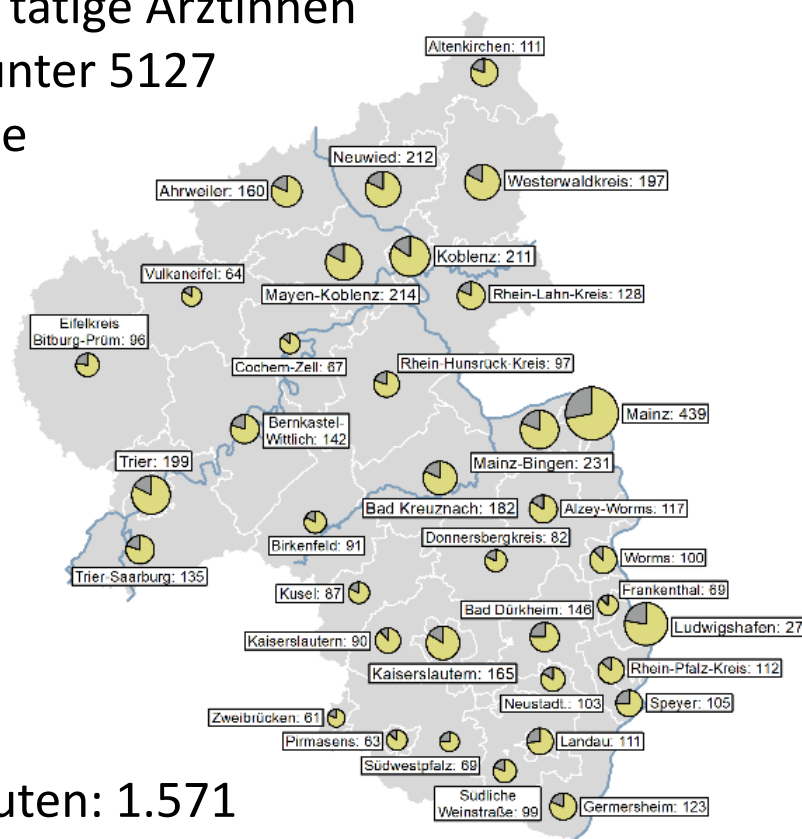 tätige Ärztinnen
unter 5127
e
Altenkirchen: 111
Neuwied: 212
Ahrweiler: 160
Westerwaldkreis: 197
Koblenz: 211
Vulkaneifel: 64
Mayen-Koblenz: 214
Rhein-Lahn-Kreis: 128
Eifelkreis
Bitburg-Prüm: 96
Cochem-Zell: 67
Rhein-Hunsrück-Kreis: 97
Mainz: 439
Bernkastel-
Wittlich: 142
Trier: 199
Mainz-Bingen: 231
Bad Kreuznach: 182
Alzey-Worms: 117
Donnersbergkreis: 82
Birkenfeld: 91
Worms: 100
Trier-Saarburg: 135
Kusel: 87
Frankenthal: 69
Bad Dürkheim: 146
Ludwigshafen: 27
Kaiserslautern: 90
Kaiserslautern: 165
Rhein-Pfalz-Kreis: 112
Neustadt.: 103
Speyer: 105
Zweibrücken: 61
Pirmasens: 63
Landau: 111
Südwestpfalz: 69
Südliche
Weinstraße: 99
Germersheim: 123
uten: 1.571